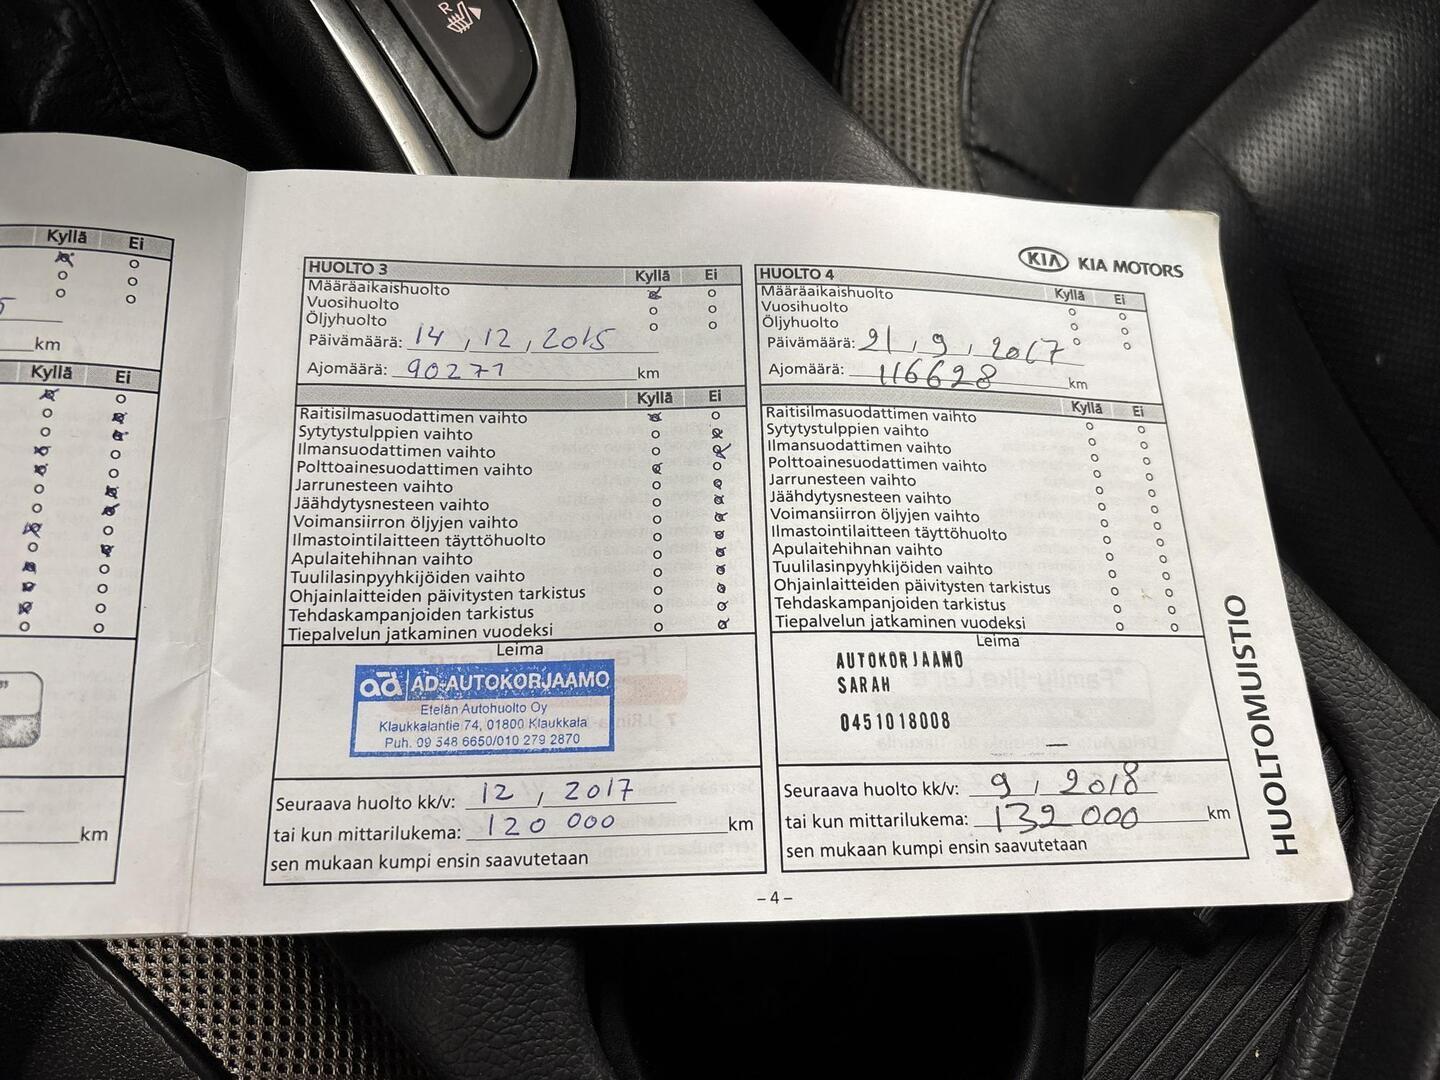 R
Kyllä Ei
km
Kyllä Ei
km
KIA KIA MOTORS
HUOLTO 3 Kyllä Ei
Määräaikaishuolto
Vuosihuolto
Öljyhuolto
Päivämäärä: 14 , 12 , 2015
Ajomäärä: 90271 km
Kyllä Ei
Raitisilmasuodattimen vaihto
Sytytystulppien vaihto
Ilmansuodattimen vaihto
Polttoainesuodattimen vaihto
Jarrunesteen vaihto
Jäähdytysnesteen vaihto
Voimansiirron öljyjen vaihto
Ilmastointilaitteen täyttöhuolto
Apulaitehihnan vaihto
Tuulilasinpyyhkijöiden vaihto
Ohjainlaitteiden päivitysten tarkistus
Tehdaskampanjoiden tarkistus
Tiepalvelun jatkaminen vuodeksi
Leima
ad AD-AUTOKORJAAMO
Etelän Autohuolto Oy
Klaukkalantie 74, 01800 Klaukkala
Puh. 09 548 6650/010 279 2870
Seuraava huolto kk/v: 12 , 2017
tai kun mittarilukema: 120 000 km
sen mukaan kumpi ensin saavutetaan
HUOLTO 4 Kyllä Ei
Määräaikaishuolto
Vuosihuolto
Öljyhuolto
Päivämäärä: 21 , 9 , 2017
Ajomäärä: 116628 km
Kyllä Ei
Raitisilmasuodattimen vaihto
Sytytystulppien vaihto
Ilmansuodattimen vaihto
Polttoainesuodattimen vaihto
Jarrunesteen vaihto
Jäähdytysnesteen vaihto
Voimansiirron öljyjen vaihto
Ilmastointilaitteen täyttöhuolto
Apulaitehihnan vaihto
Tuulilasinpyyhkijöiden vaihto
Ohjainlaitteiden päivitysten tarkistus
Tehdaskampanjoiden tarkistus
Tiepalvelun jatkaminen vuodeksi
Leima
AUTOKORJAAMO
SARAH
0451018008
Seuraava huolto kk/v: 9 , 2018
tai kun mittarilukema: 132 000 km
sen mukaan kumpi ensin saavutetaan
HUOLTOMUISTIO
– 4 –